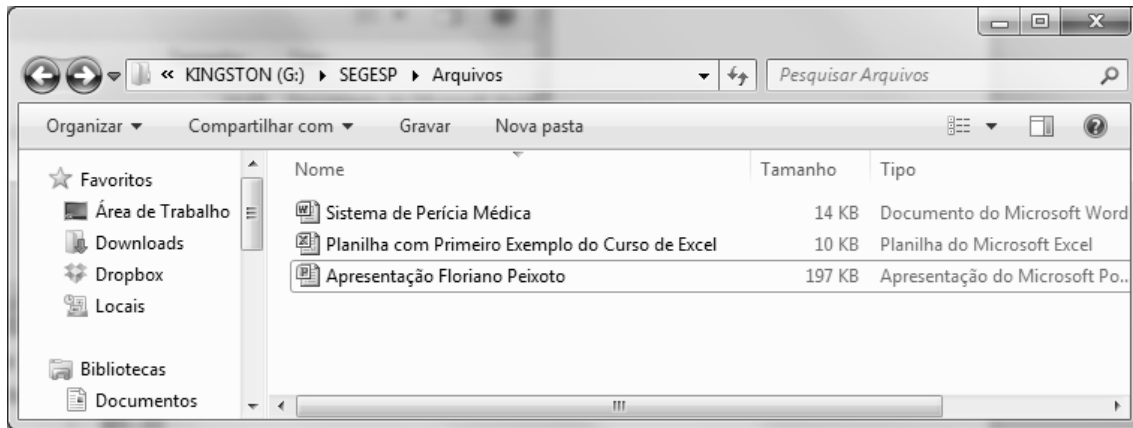 « KINGSTON (G:) ▸ SEGESP ▸ Arquivos
Pesquisar Arquivos
Organizar
Compartilhar com
Gravar
Nova pasta
Favoritos
Área de Trabalho
Downloads
Dropbox
Locais
Bibliotecas
Documentos
Nome Tamanho Tipo
Sistema de Perícia Médica 14 KB Documento do Microsoft Word
Planilha com Primeiro Exemplo do Curso de Excel 10 KB Planilha do Microsoft Excel
Apresentação Floriano Peixoto 197 KB Apresentação do Microsoft Po...